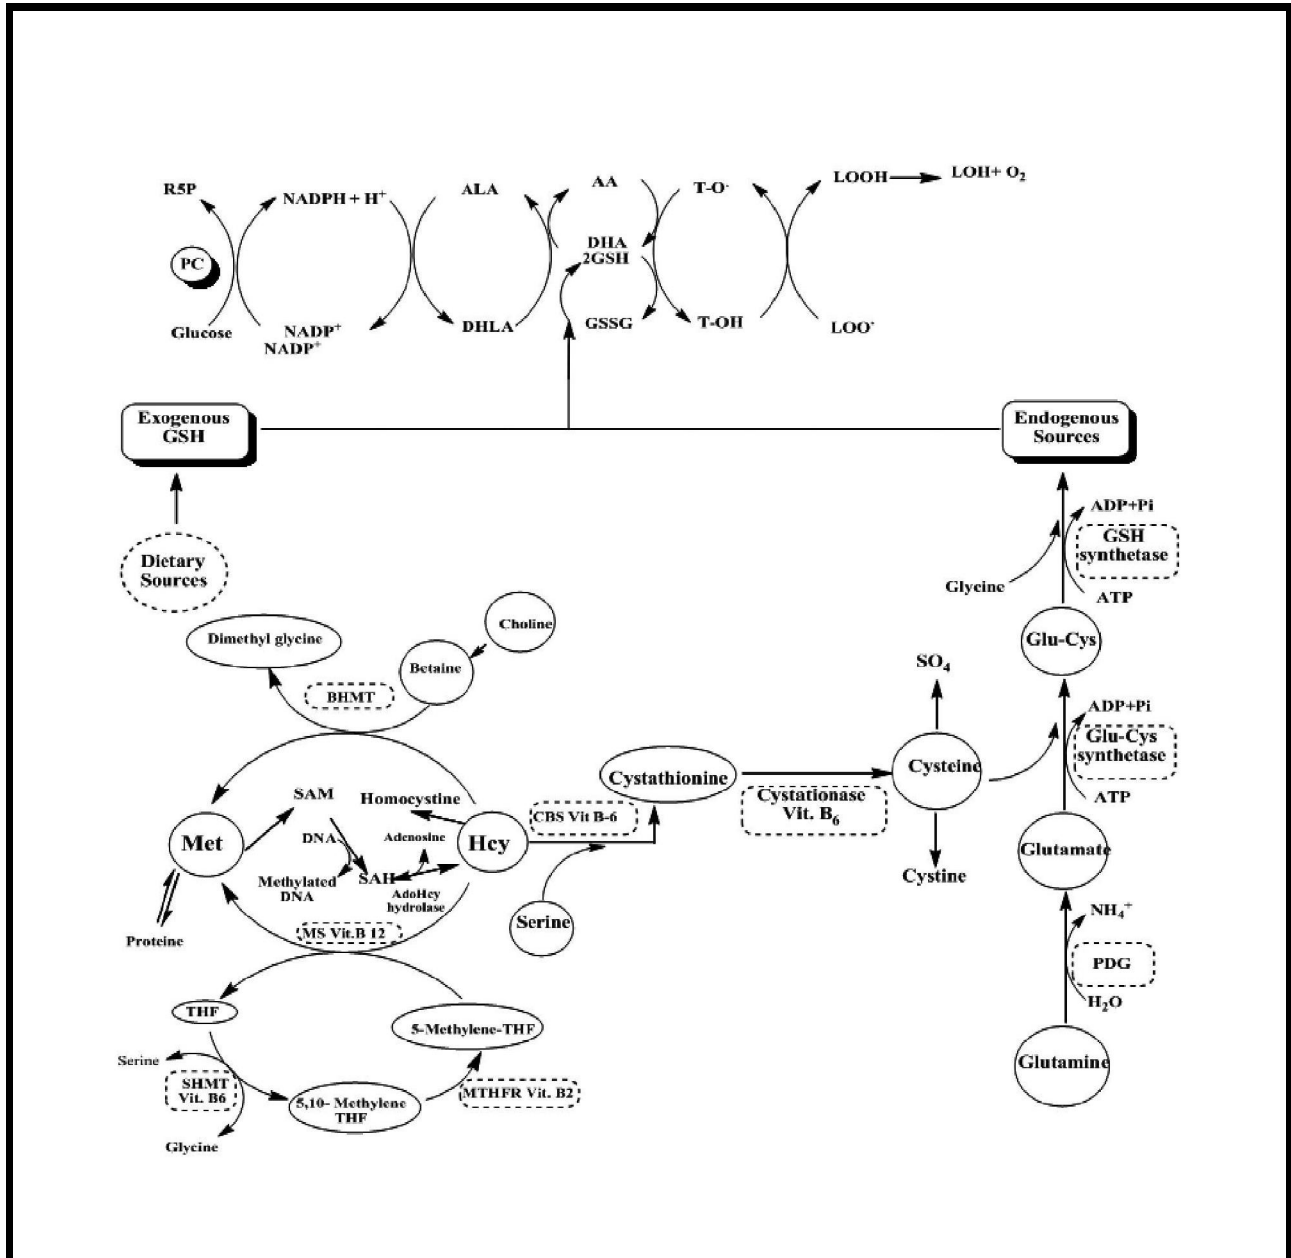 R5P
NADPH + H⁺
ALA
AA
T-O·
LOOH
LOH+ O₂
PC
DHA
2GSH
Glucose
NADP⁺
NADP⁺
DHLA
GSSG
T-OH
LOO·
Exogenous
GSH
Endogenous
Sources
Dietary
Sources
ADP+Pi
GSH
synthetase
Glycine
ATP
Dimethyl glycine
Choline
Betaine
BHMT
Glu-Cys
SO₄
ADP+Pi
Glu-Cys
synthetase
ATP
Cystathionine
Cysteine
Cystationase
Vit. B₆
Cystine
SAM
Homocystine
CBS Vit B-6
Met
DNA
Adenosine
Hcy
Methylated
DNA
SAH
AdoHcy
hydrolase
Serine
Glutamate
Proteine
MS Vit.B 12
NH₄⁺
PDG
H₂O
THF
5-Methylene-THF
Serine
SHMT
Vit. B6
5,10- Methylene
THF
MTHFR Vit. B2
Glutamine
Glycine